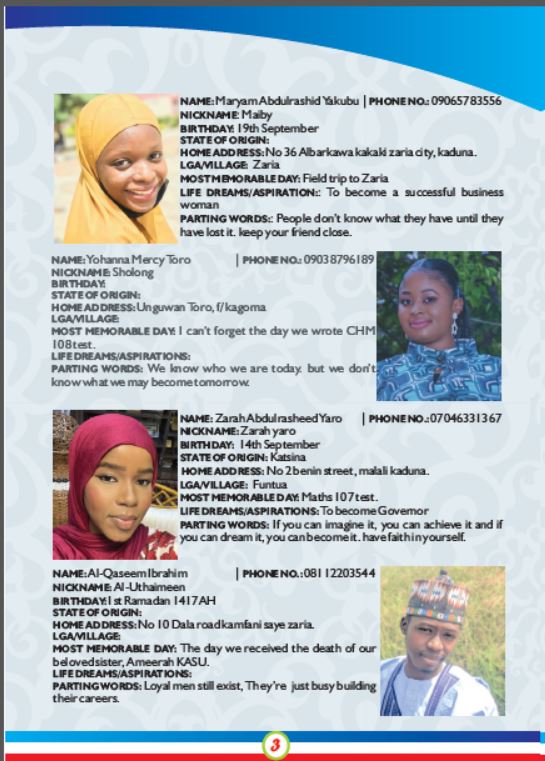 NAME: Maryam Abdulrashid Yakubu | PHONE NO.: 09065783556
NICKNAME: Maiby
BIRTHDAY: 19th September
STATE OF ORIGIN:
HOME ADDRESS: No 36 Albarkawa kakaki zaria city, kaduna.
LGA/VILLAGE: Zaria
MOST MEMORABLE DAY: Field trip to Zaria
LIFE DREAMS/ASPIRATION:: To become a successful business
woman
PARTING WORDS:: People don't know what they have until they
have lost it. keep your friend close.
NAME: Yohanna Mercy Toro | PHONE NO.: 09038796189
NICKNAME: Sholong
BIRTHDAY:
STATE OF ORIGIN:
HOME ADDRESS: Unguwan Toro, f/kagoma
LGA/VILLAGE:
MOST MEMORABLE DAY: I can't forget the day we wrote CHM
108 test.
LIFE DREAMS/ASPIRATIONS:
PARTING WORDS: We know who we are today. but we don't
know what we may become tomorrow.
NAME: Zarah Abdulrasheed Yaro | PHONE NO.: 07046331367
NICKNAME: Zarah yaro
BIRTHDAY: 14th September
STATE OF ORIGIN: Katsina
HOME ADDRESS: No 2 benin street, malali kaduna.
LGA/VILLAGE: Funtua
MOST MEMORABLE DAY: Maths 107 test.
LIFE DREAMS/ASPIRATIONS: To become Governor
PARTING WORDS: If you can imagine it, you can achieve it and if
you can dream it, you can become it. have faith in yourself.
NAME: Al-Qaseem Ibrahim | PHONE NO.: 08112203544
NICKNAME: Al-Uthaimeen
BIRTHDAY: 1st Ramadan 1417 AH
STATE OF ORIGIN:
HOME ADDRESS: No 10 Dala road kamfani saye zaria.
LGA/VILLAGE:
MOST MEMORABLE DAY: The day we received the death of our
beloved sister, Ameerah KASU.
LIFE DREAMS/ASPIRATIONS:
PARTING WORDS: Loyal men still exist, They're just busy building
their careers.
3